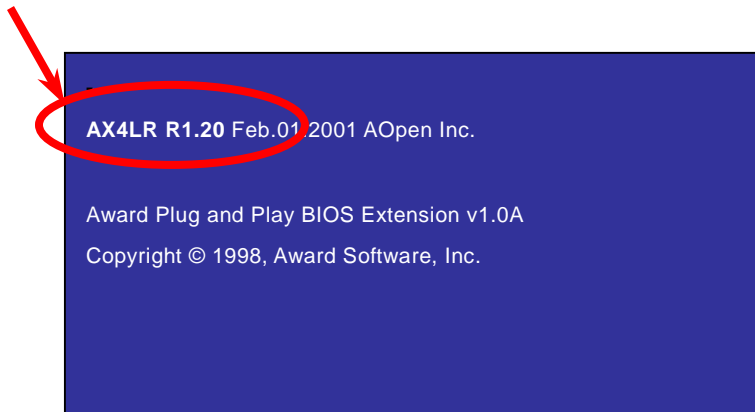 AX4LR R1.20 Feb.01.2001 AOpen Inc.
Award Plug and Play BIOS Extension v1.0A
Copyright © 1998, Award Software, Inc.